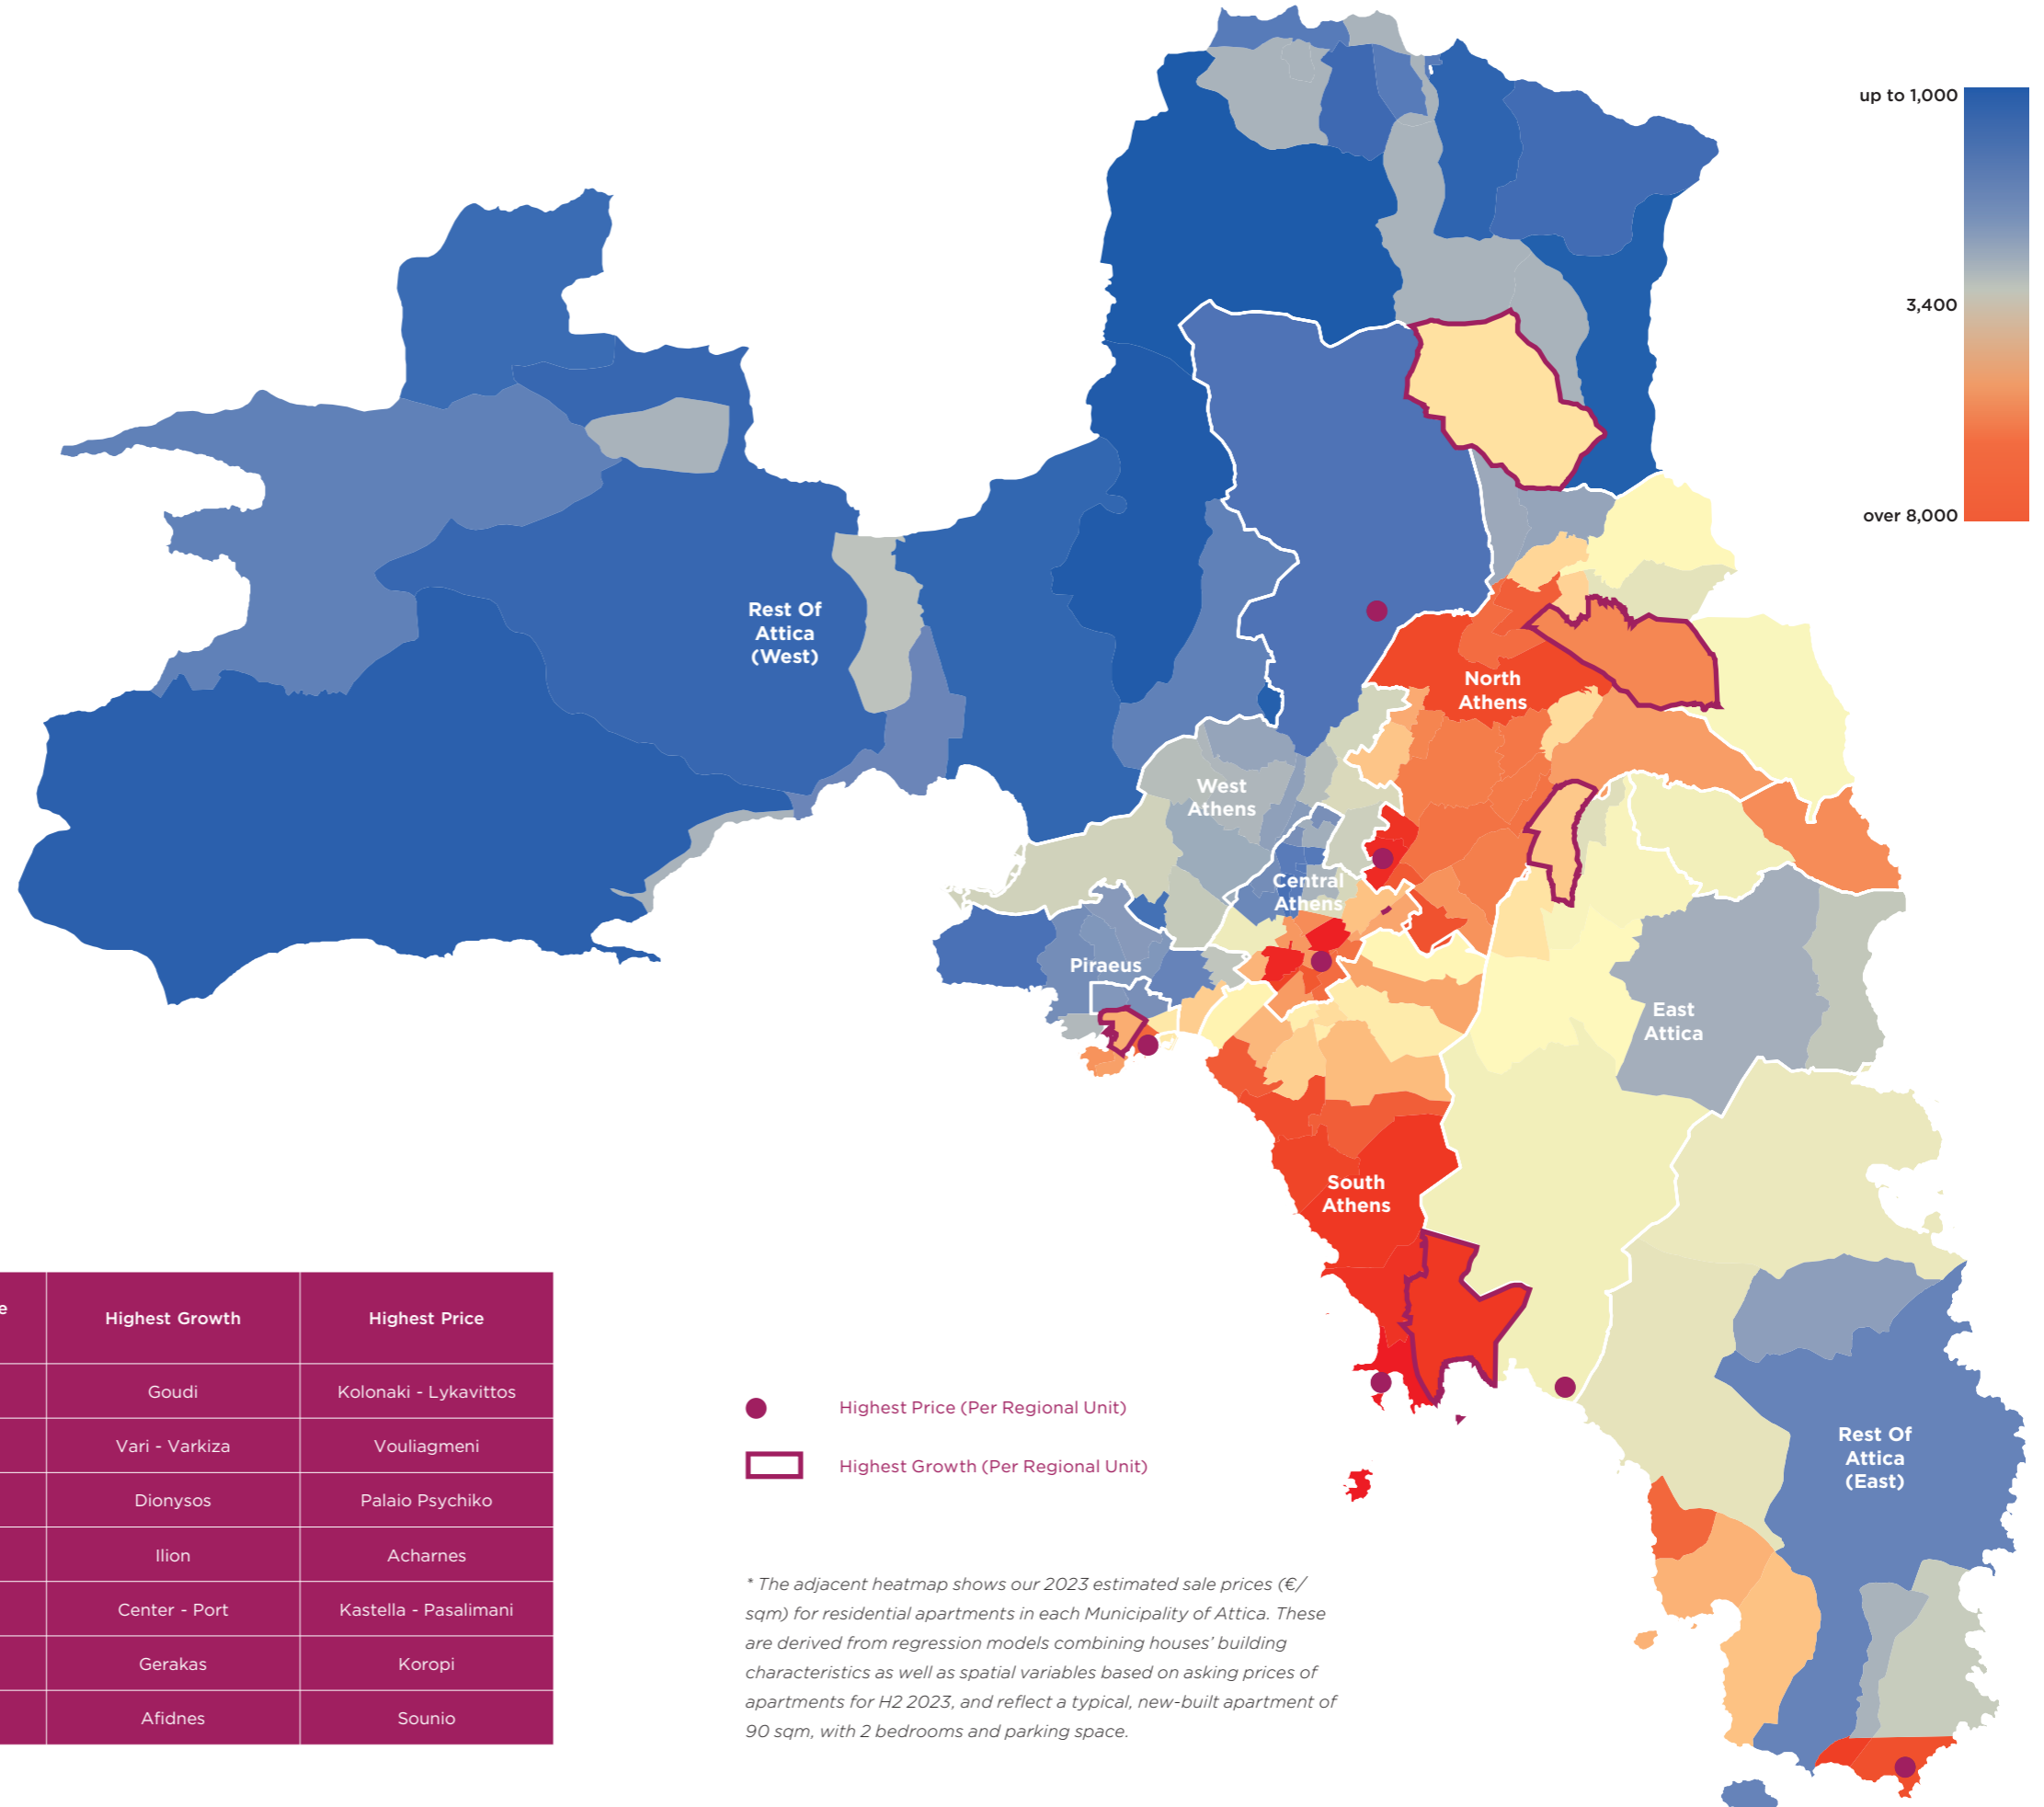 up to 1,000
3,400
over 8,000
Rest Of
Attica
(West)
North
Athens
West
Athens
Central
Athens
Piraeus
East
Attica
South
Athens
Rest Of
Attica
(East)
e
Highest Growth
Highest Price
Goudi
Kolonaki - Lykavittos
Vari - Varkiza
Vouliagmeni
Dionysos
Palaio Psychiko
Ilion
Acharnes
Center - Port
Kastella - Pasalimani
Gerakas
Koropi
Afidnes
Sounio
Highest Price (Per Regional Unit)
Highest Growth (Per Regional Unit)
* The adjacent heatmap shows our 2023 estimated sale prices (€/
sqm) for residential apartments in each Municipality of Attica. These
are derived from regression models combining houses' building
characteristics as well as spatial variables based on asking prices of
apartments for H2 2023, and reflect a typical, new-built apartment of
90 sqm, with 2 bedrooms and parking space.